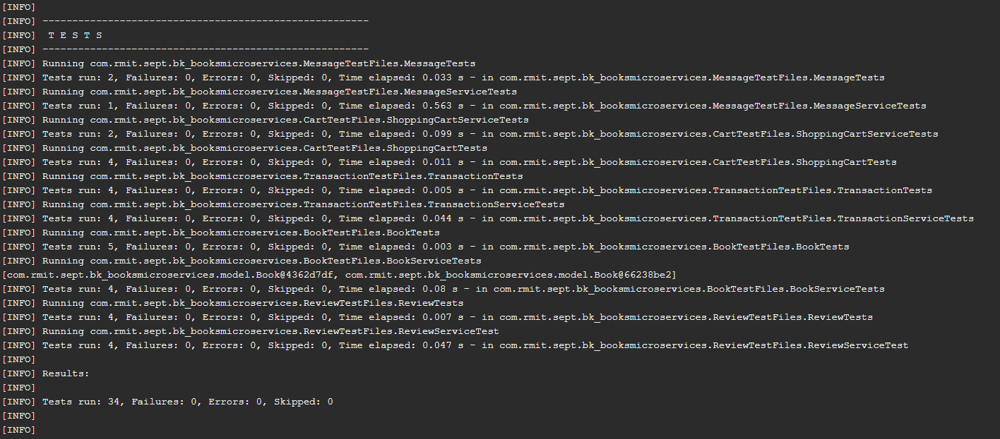 [INFO]
[INFO] -------------------------------------------------------
[INFO]  T E S T S
[INFO] -------------------------------------------------------
[INFO] Running com.rmit.sept.bk_booksmicroservices.MessageTestFiles.MessageTests
[INFO] Tests run: 2, Failures: 0, Errors: 0, Skipped: 0, Time elapsed: 0.033 s - in com.rmit.sept.bk_booksmicroservices.MessageTestFiles.MessageTests
[INFO] Running com.rmit.sept.bk_booksmicroservices.MessageTestFiles.MessageServiceTests
[INFO] Tests run: 1, Failures: 0, Errors: 0, Skipped: 0, Time elapsed: 0.563 s - in com.rmit.sept.bk_booksmicroservices.MessageTestFiles.MessageServiceTests
[INFO] Running com.rmit.sept.bk_booksmicroservices.CartTestFiles.ShoppingCartServiceTests
[INFO] Tests run: 2, Failures: 0, Errors: 0, Skipped: 0, Time elapsed: 0.099 s - in com.rmit.sept.bk_booksmicroservices.CartTestFiles.ShoppingCartServiceTests
[INFO] Running com.rmit.sept.bk_booksmicroservices.CartTestFiles.ShoppingCartTests
[INFO] Tests run: 4, Failures: 0, Errors: 0, Skipped: 0, Time elapsed: 0.011 s - in com.rmit.sept.bk_booksmicroservices.CartTestFiles.ShoppingCartTests
[INFO] Running com.rmit.sept.bk_booksmicroservices.TransactionTestFiles.TransactionTests
[INFO] Tests run: 4, Failures: 0, Errors: 0, Skipped: 0, Time elapsed: 0.005 s - in com.rmit.sept.bk_booksmicroservices.TransactionTestFiles.TransactionTests
[INFO] Running com.rmit.sept.bk_booksmicroservices.TransactionTestFiles.TransactionServiceTests
[INFO] Tests run: 4, Failures: 0, Errors: 0, Skipped: 0, Time elapsed: 0.044 s - in com.rmit.sept.bk_booksmicroservices.TransactionTestFiles.TransactionServiceTests
[INFO] Running com.rmit.sept.bk_booksmicroservices.BookTestFiles.BookTests
[INFO] Tests run: 5, Failures: 0, Errors: 0, Skipped: 0, Time elapsed: 0.003 s - in com.rmit.sept.bk_booksmicroservices.BookTestFiles.BookTests
[INFO] Running com.rmit.sept.bk_booksmicroservices.BookTestFiles.BookServiceTests
[com.rmit.sept.bk_booksmicroservices.model.Book@4362d7df, com.rmit.sept.bk_booksmicroservices.model.Book@66238be2]
[INFO] Tests run: 4, Failures: 0, Errors: 0, Skipped: 0, Time elapsed: 0.08 s - in com.rmit.sept.bk_booksmicroservices.BookTestFiles.BookServiceTests
[INFO] Running com.rmit.sept.bk_booksmicroservices.ReviewTestFiles.ReviewTests
[INFO] Tests run: 4, Failures: 0, Errors: 0, Skipped: 0, Time elapsed: 0.007 s - in com.rmit.sept.bk_booksmicroservices.ReviewTestFiles.ReviewTests
[INFO] Running com.rmit.sept.bk_booksmicroservices.ReviewTestFiles.ReviewServiceTest
[INFO] Tests run: 4, Failures: 0, Errors: 0, Skipped: 0, Time elapsed: 0.047 s - in com.rmit.sept.bk_booksmicroservices.ReviewTestFiles.ReviewServiceTest
[INFO]
[INFO] Results:
[INFO]
[INFO] Tests run: 34, Failures: 0, Errors: 0, Skipped: 0
[INFO]
[INFO]